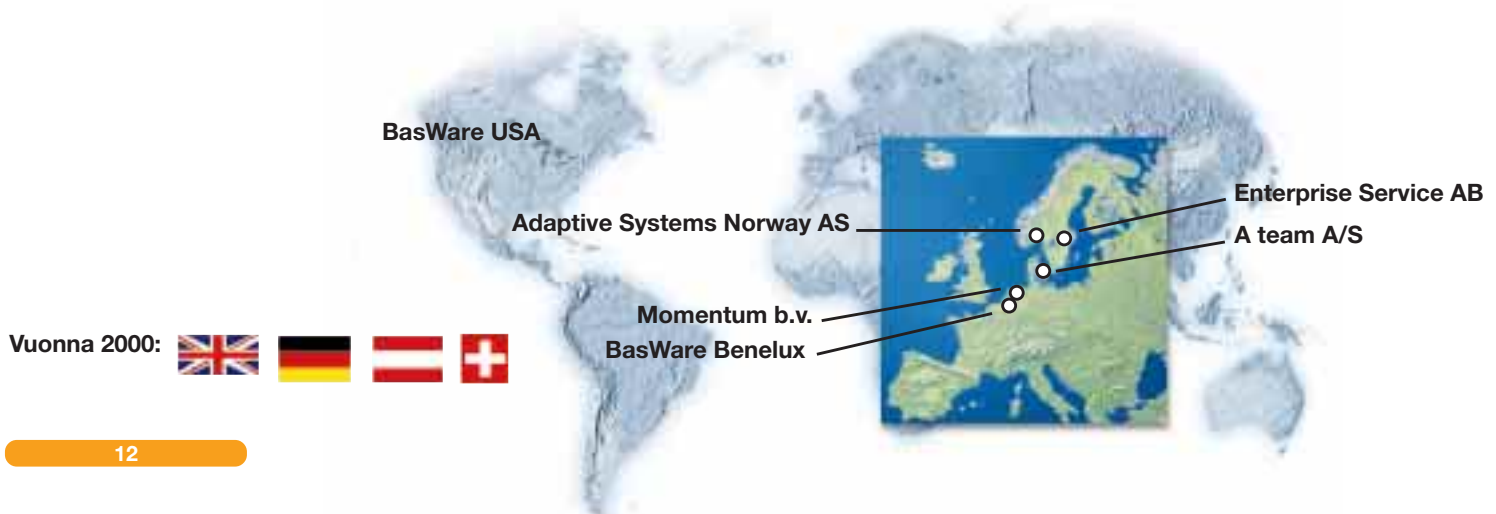 BasWare USA
Enterprise Service AB
Adaptive Systems Norway AS
A team A/S
Momentum b.v.
BasWare Benelux
Vuonna 2000:
12